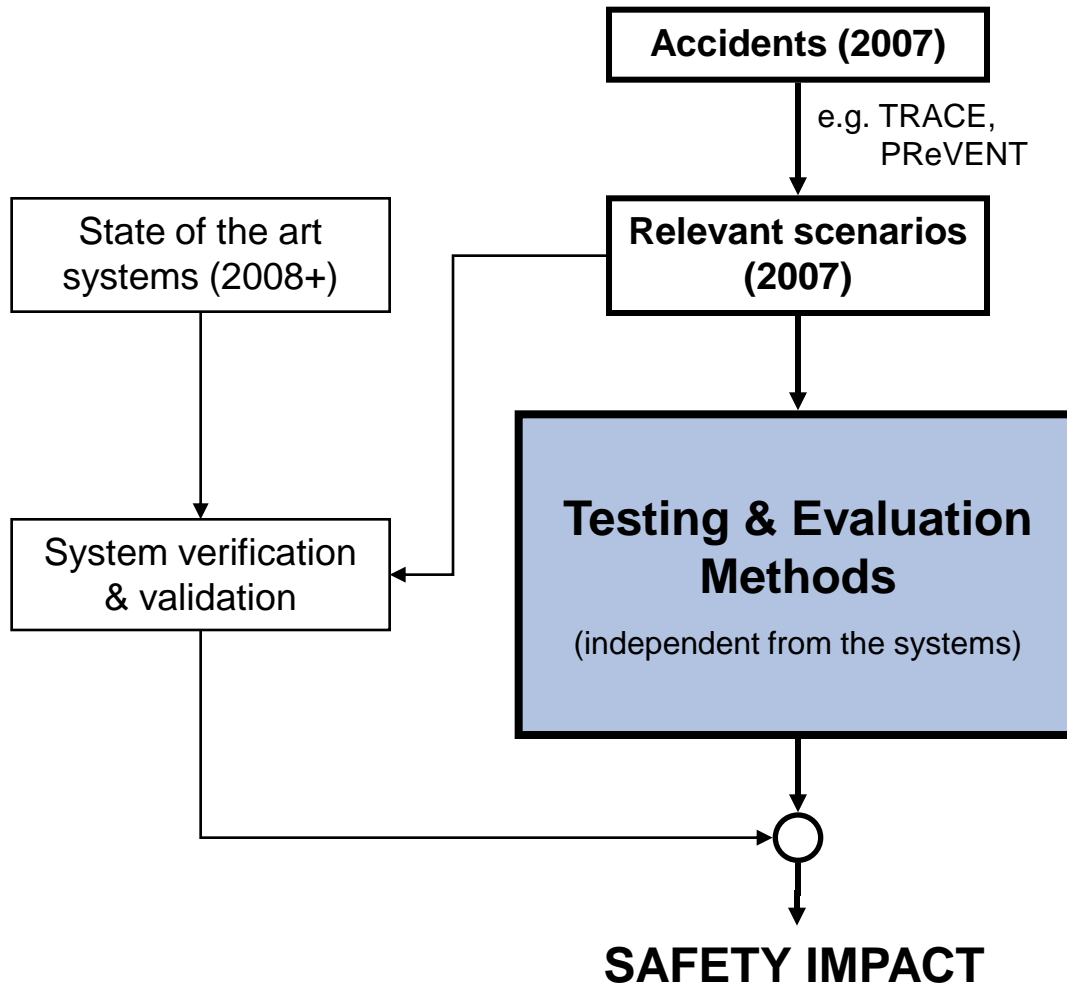 Accidents (2007)
e.g. TRACE,
PReVENT
State of the art
systems (2008+)
Relevant scenarios
(2007)
System verification
& validation
Testing & Evaluation
Methods
(independent from the systems)
SAFETY IMPACT